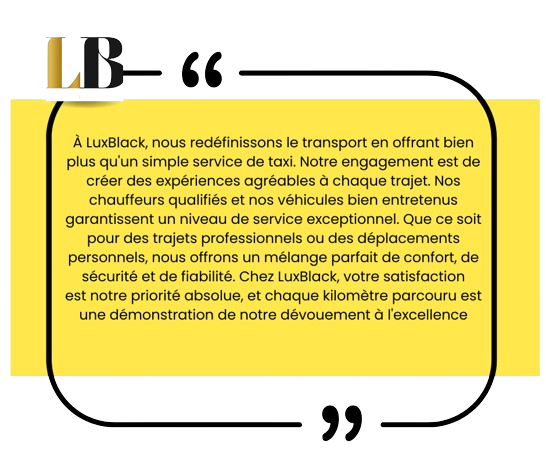 LB
“
À LuxBlack, nous redéfinissons le transport en offrant bien
plus qu'un simple service de taxi. Notre engagement est de
créer des expériences agréables à chaque trajet. Nos
chauffeurs qualifiés et nos véhicules bien entretenus
garantissent un niveau de service exceptionnel. Que ce soit
pour des trajets professionnels ou des déplacements
personnels, nous offrons un mélange parfait de confort, de
sécurité et de fiabilité. Chez LuxBlack, votre satisfaction
est notre priorité absolue, et chaque kilomètre parcouru est
une démonstration de notre dévouement à l'excellence
”